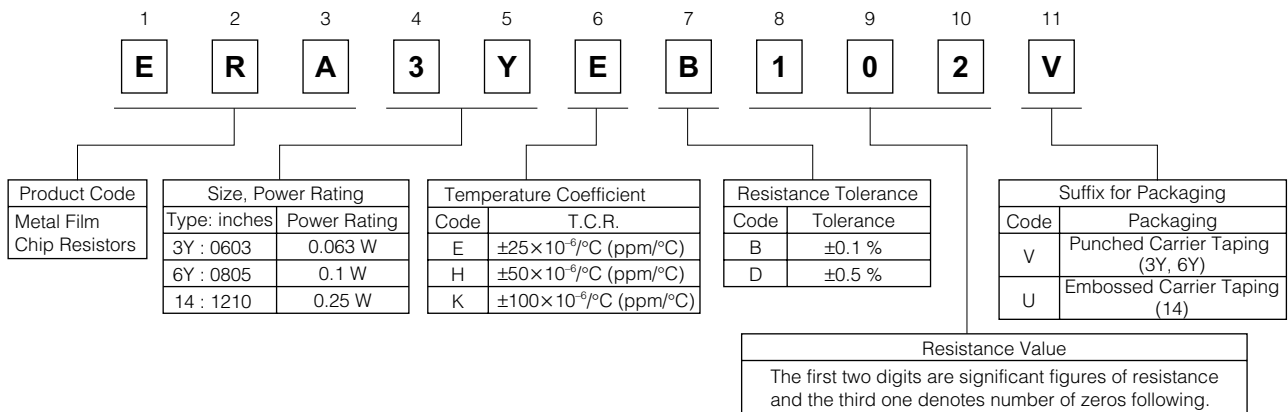 1 2 3 4 5 6 7 8 9 10 11
E R A 3 Y E B 1 0 2 V
Product Code
Metal Film
Chip Resistors
Size, Power Rating
Type: inches Power Rating
3Y : 0603 0.063 W
6Y : 0805 0.1 W
14 : 1210 0.25 W
Temperature Coefficient
Code T.C.R.
E ±25×10⁻⁶/°C (ppm/°C)
H ±50×10⁻⁶/°C (ppm/°C)
K ±100×10⁻⁶/°C (ppm/°C)
Resistance Tolerance
Code Tolerance
B ±0.1 %
D ±0.5 %
Suffix for Packaging
Code Packaging
V Punched Carrier Taping
(3Y, 6Y)
U Embossed Carrier Taping
(14)
Resistance Value
The first two digits are significant figures of resistance
and the third one denotes number of zeros following.